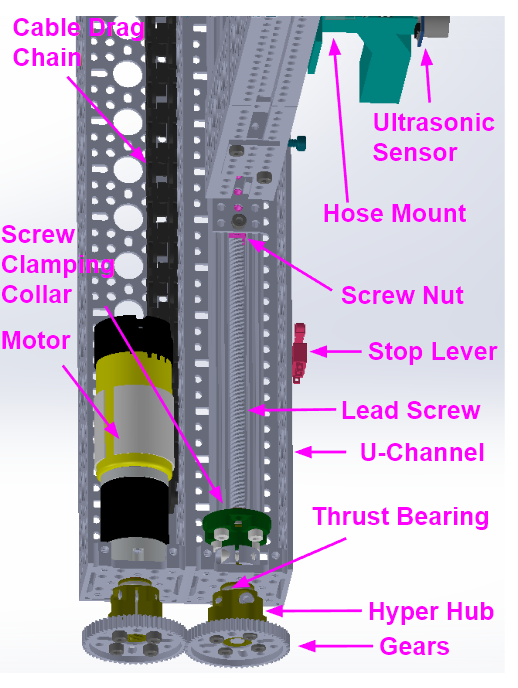 Cable Drag
Chain
Ultrasonic
Sensor
Hose Mount
Screw
Clamping
Collar
Screw Nut
Motor
Stop Lever
Lead Screw
U-Channel
Thrust Bearing
Hyper Hub
Gears